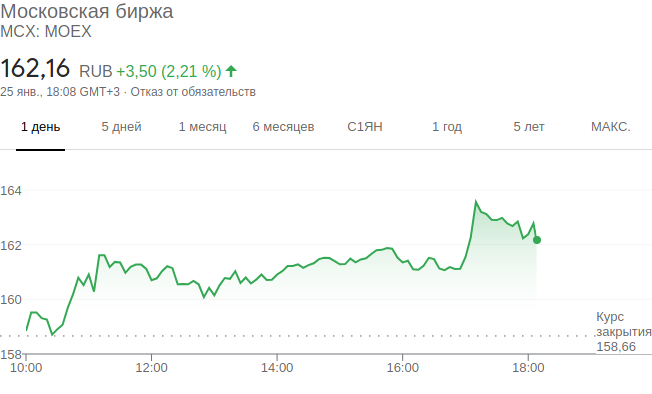 Московская биржа
MCX: MOEX
162,16 RUB +3,50 (2,21 %)
25 янв., 18:08 GMT+3 · Отказ от обязательств
1 день 5 дней 1 месяц 6 месяцев С1ЯН 1 год 5 лет МАКС.
164
162
160
Курс
закрытия
158,66
158
10:00 12:00 14:00 16:00 18:00